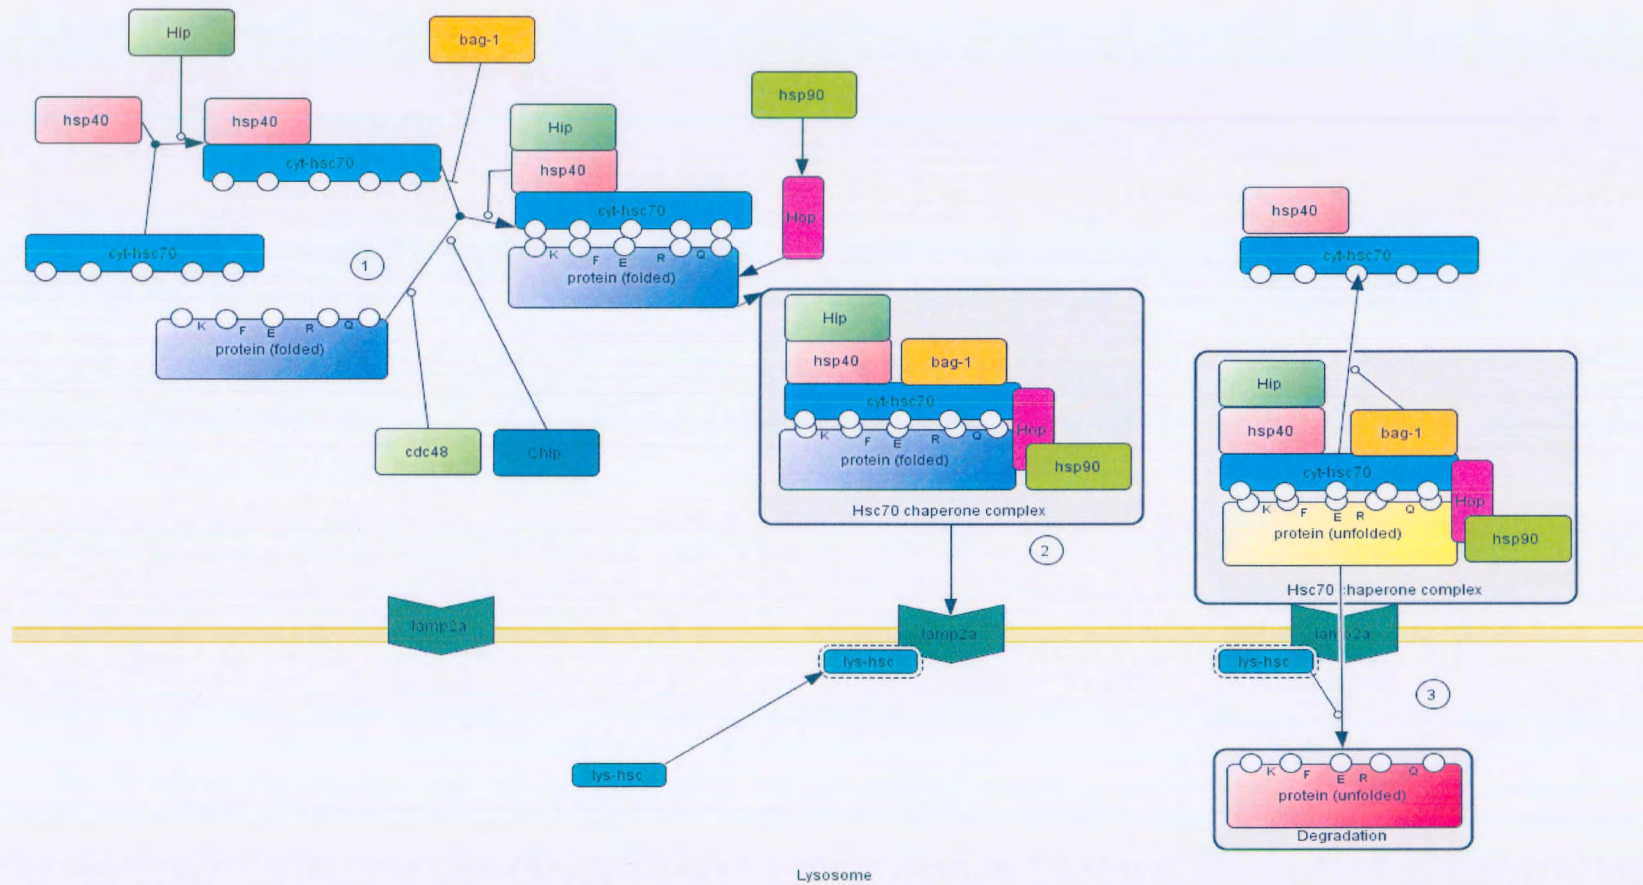 Hip
bag-1
hsp90
hsp40
hsp40
cyt-hsc70
Hip
hsp40
cyt-hsc70
Hop
hsp40
cyt-hsc70
cyt-hsc70
1
K F E R Q
protein (folded)
K F E R Q
protein (folded)
Hip
hsp40
bag-1
cyt-hsc70
K F E R Q
protein (folded)
Hop
hsp90
Hsc70 chaperone complex
cdc48
Chip
2
Hip
hsp40
bag-1
cyt-hsc70
K F E R Q
protein (unfolded)
Hop
hsp90
Hsc70 chaperone complex
lamp2a
lamp2a
lamp2a
lys-hsc
lys-hsc
3
lys-hsc
K F E R Q
protein (unfolded)
Degradation
Lysosome